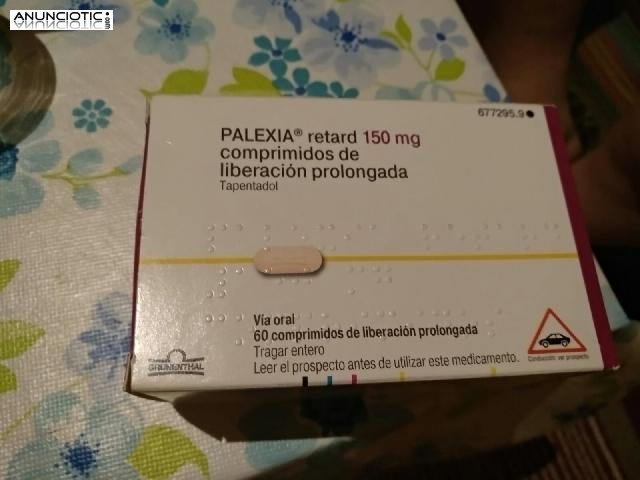 ANUNCIOTIC.com
677295.9
PALEXIA® retard 150 mg
comprimidos de
liberación prolongada
Tapentadol
Vía oral
60 comprimidos de liberación prolongada
Tragar entero
Leer el prospecto antes de utilizar este medicamento.
GRÜNENTHAL
Conducción: ver prospecto